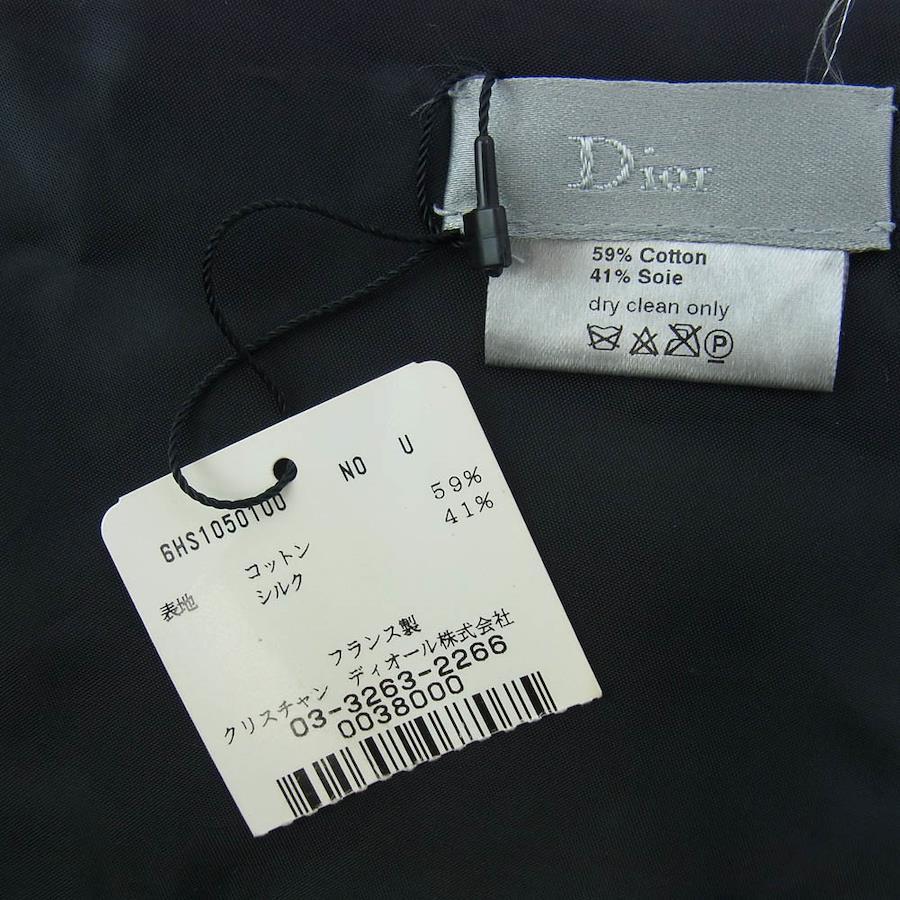 Dior
59% Cotton
41% Soie
dry clean only
P
6HS1050100 NO U
表地 コットン 59%
シルク 41%
フランス製
クリスチャン ディオール株式会社
03-3263-2266
0038000